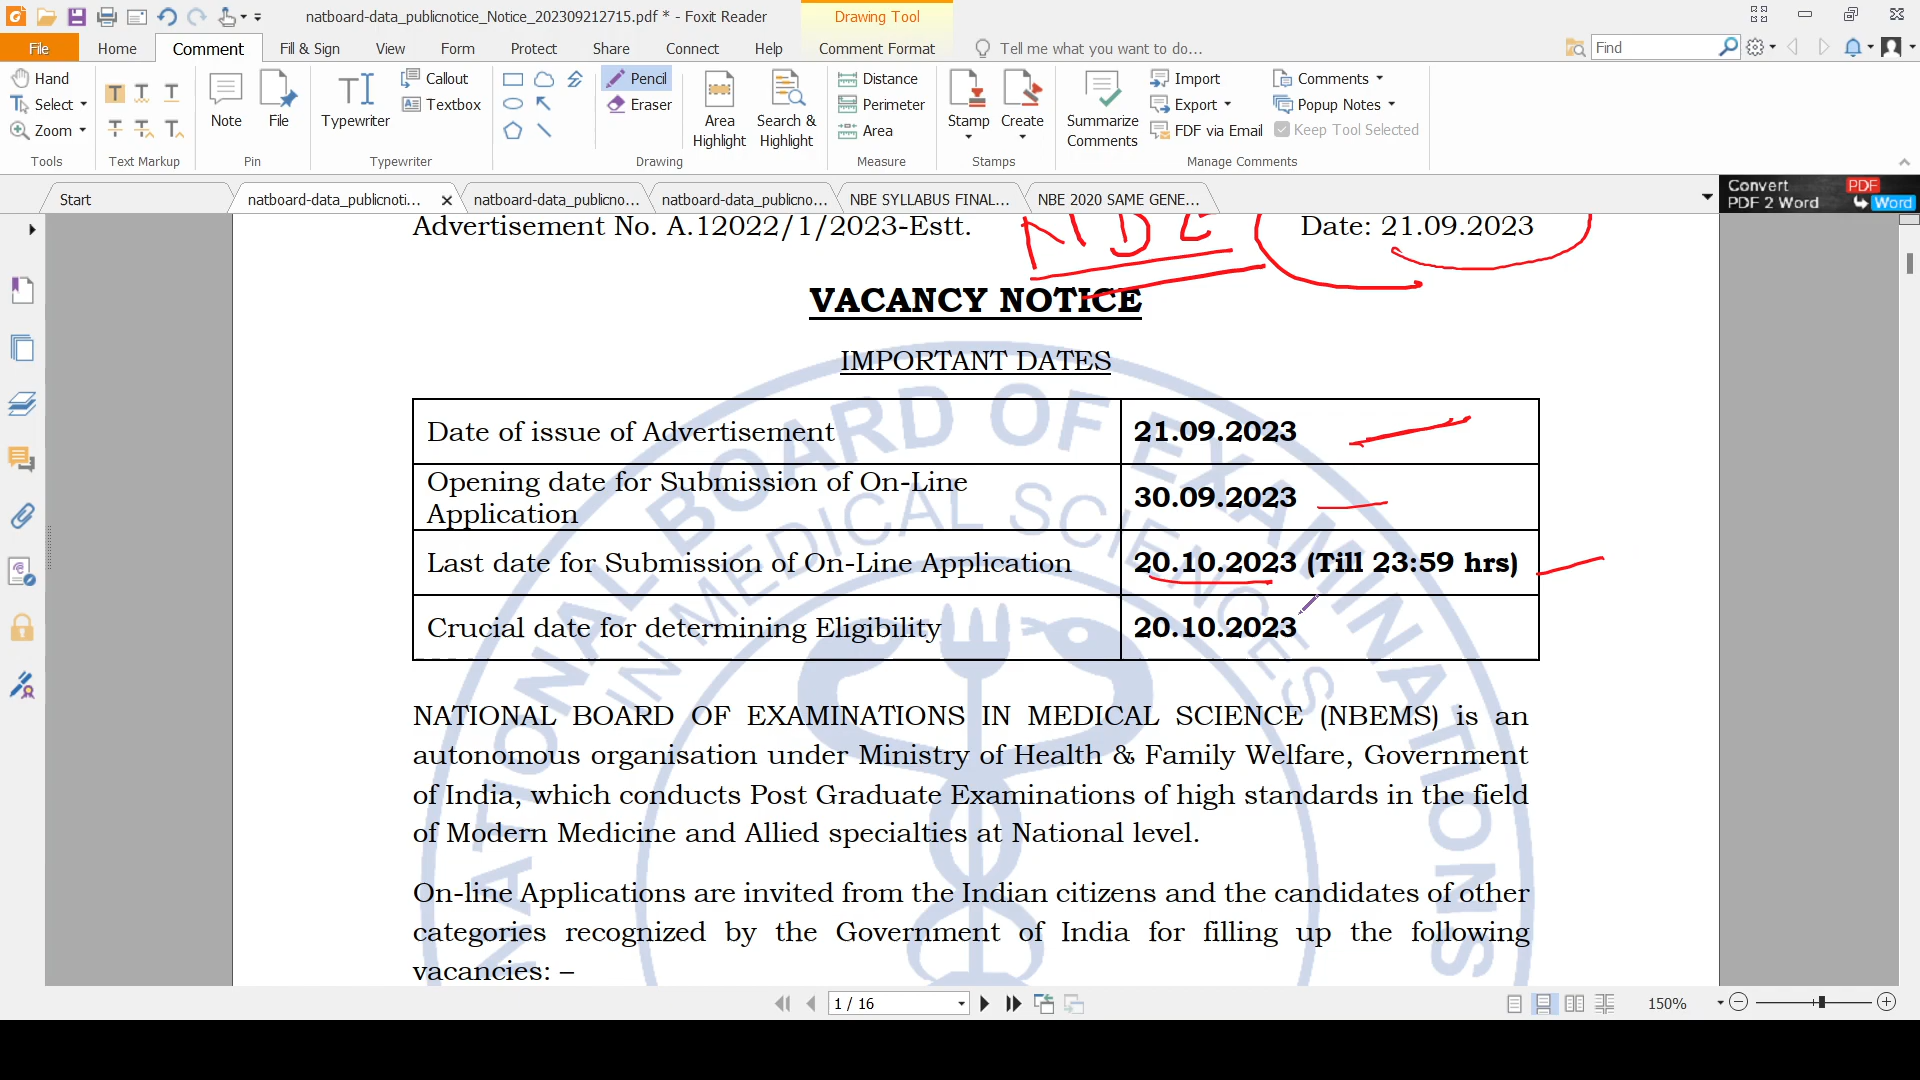 natboard-data_publicnotice_Notice_202309212715.pdf * - Foxit Reader
Drawing Tool
File Home Comment Fill & Sign View Form Protect Share Connect Help Comment Format Tell me what you want to do... Find
Hand
Select
Zoom
Tools
Text Markup
Note
File
Pin
Typewriter
Callout
Textbox
Typewriter
Pencil
Eraser
Area Highlight
Search & Highlight
Drawing
Distance
Perimeter
Area
Measure
Stamp
Create
Stamps
Summarize Comments
Import
Export
FDF via Email
Comments
Popup Notes
Keep Tool Selected
Manage Comments
Start natboard-data_publicnoti... natboard-data_publicno... natboard-data_publicno... NBE SYLLABUS FINAL... NBE 2020 SAME GENE...
Convert PDF
PDF 2 Word Word
Advertisement No. A.12022/1/2023-Estt. NBE Date: 21.09.2023
VACANCY NOTICE
IMPORTANT DATES
Date of issue of Advertisement 21.09.2023
Opening date for Submission of On-Line
Application 30.09.2023
Last date for Submission of On-Line Application 20.10.2023 (Till 23:59 hrs)
Crucial date for determining Eligibility 20.10.2023
NATIONAL BOARD OF EXAMINATIONS IN MEDICAL SCIENCE (NBEMS) is an
autonomous organisation under Ministry of Health & Family Welfare, Government
of India, which conducts Post Graduate Examinations of high standards in the field
of Modern Medicine and Allied specialties at National level.
On-line Applications are invited from the Indian citizens and the candidates of other
categories recognized by the Government of India for filling up the following
vacancies: –
NATIONAL BOARD OF EXAMINATIONS
IN MEDICAL SCIENCES
1 / 16
150%